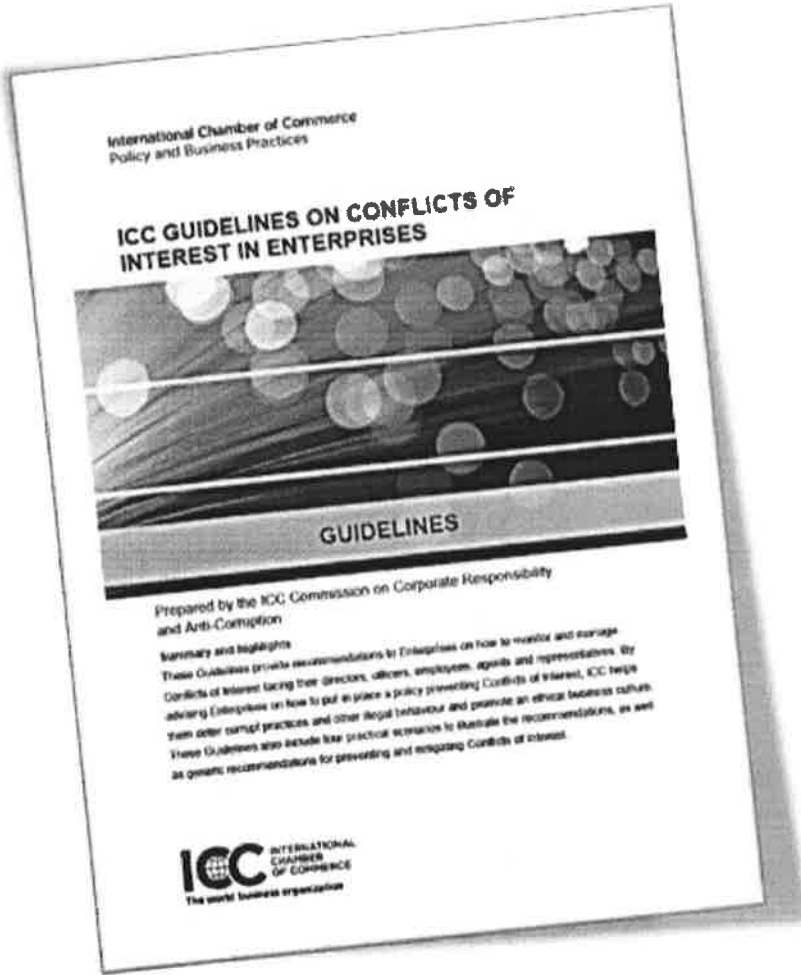 International Chamber of Commerce
Policy and Business Practices
ICC GUIDELINES ON CONFLICTS OF
INTEREST IN ENTERPRISES
GUIDELINES
Prepared by the ICC Commission on Corporate Responsibility
and Anti-Corruption
Summary and highlights
These Guidelines provide recommendations to Enterprises on how to monitor and manage
Conflicts of Interest facing their directors, officers, employees, agents and representatives. By
advising Enterprises on how to put in place a policy preventing Conflicts of Interest, ICC helps
them deter corrupt practices and other illegal behaviour and promote an ethical business culture.
These Guidelines also include four practical scenarios to illustrate the recommendations, as well
as generic recommendations for preventing and mitigating Conflicts of Interest.
ICC INTERNATIONAL
CHAMBER
OF COMMERCE
The world business organization